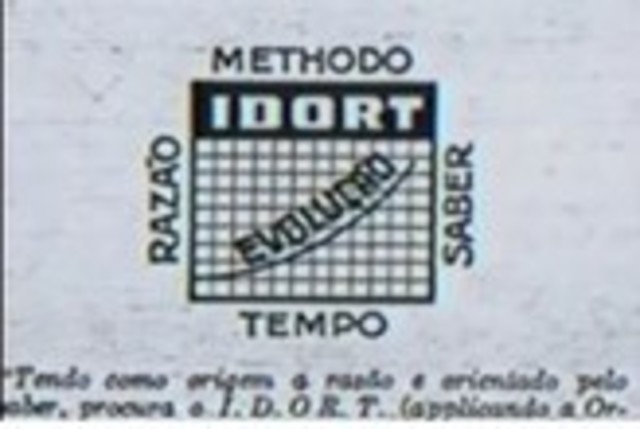 METHODO
IDORT
RAZÃO
EVOLUÇÃO
SABER
TEMPO
"Tendo como origem a razão e orientado pelo
saber, procura o I. D. O R. T. (applicando a Or-